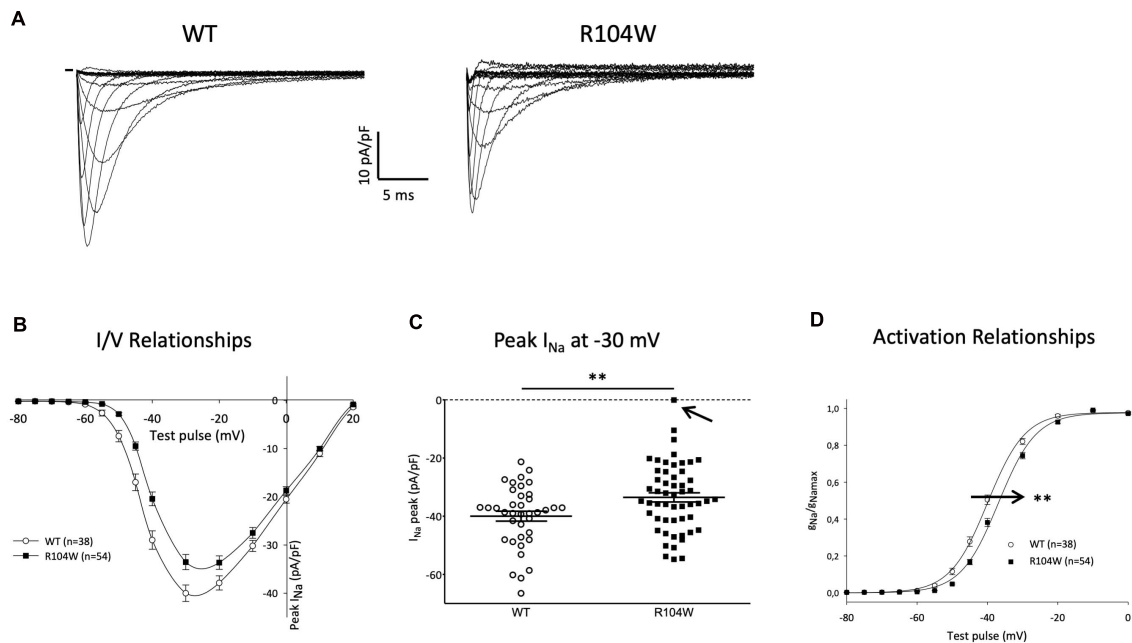 A
WT
R104W
10 pA/pF
5 ms
B
I/V Relationships
-80
-60
-40
-20
0
20
Test pulse (mV)
-10
-20
-30
-40
Peak INa (pA/pF)
WT (n=38)
R104W (n=54)
C
Peak INa at -30 mV
**
0
-20
-40
-60
INa peak (pA/pF)
WT
R104W
D
Activation Relationships
1,0
0,8
0,6
0,4
0,2
0,0
gNa/gNamax
**
WT (n=38)
R104W (n=54)
-80
-60
-40
-20
0
Test pulse (mV)